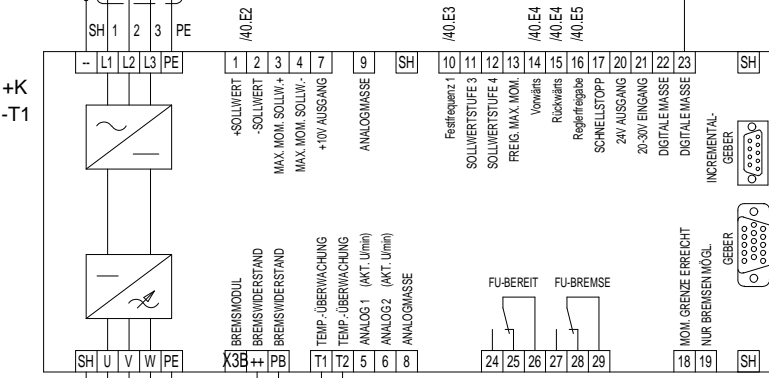 SH 1 2 3 PE
/40.E2
/40.E3
/40.E4
/40.E4
/40.E5
-- L1 L2 L3 PE
1 2 3 4 7 9 SH
10 11 12 13 14 15 16 17 20 21 22 23 SH
+K
-T1
+SOLLWERT
-SOLLWERT
MAX. MOM. SOLLW.+
MAX. MOM. SOLLW.-
+10V AUSGANG
ANALOGMASSE
Festfrequenz 1
SOLLWERTSTUFE 3
SOLLWERTSTUFE 4
FREIG. MAX. MOM.
Vorwärts
Rückwärts
Reglerfreigabe
SCHNELLSTOPP
24V AUSGANG
20-30V EINGANG
DIGITALE MASSE
DIGITALE MASSE
INCREMENTAL-
GEBER
GEBER
BREMSMODUL
BREMSWIDERSTAND
BREMSWIDERSTAND
TEMP.-ÜBERWACHUNG
TEMP.-ÜBERWACHUNG
ANALOG 1 (AKT. U/min)
ANALOG 2 (AKT. U/min)
ANALOGMASSE
FU-BEREIT
FU-BREMSE
MOM. GRENZE ERREICHT
NUR BREMSEN MÖGL.
SH U V W PE
X3B ++ PB T1 T2 5 6 8
24 25 26 27 28 29
18 19 SH